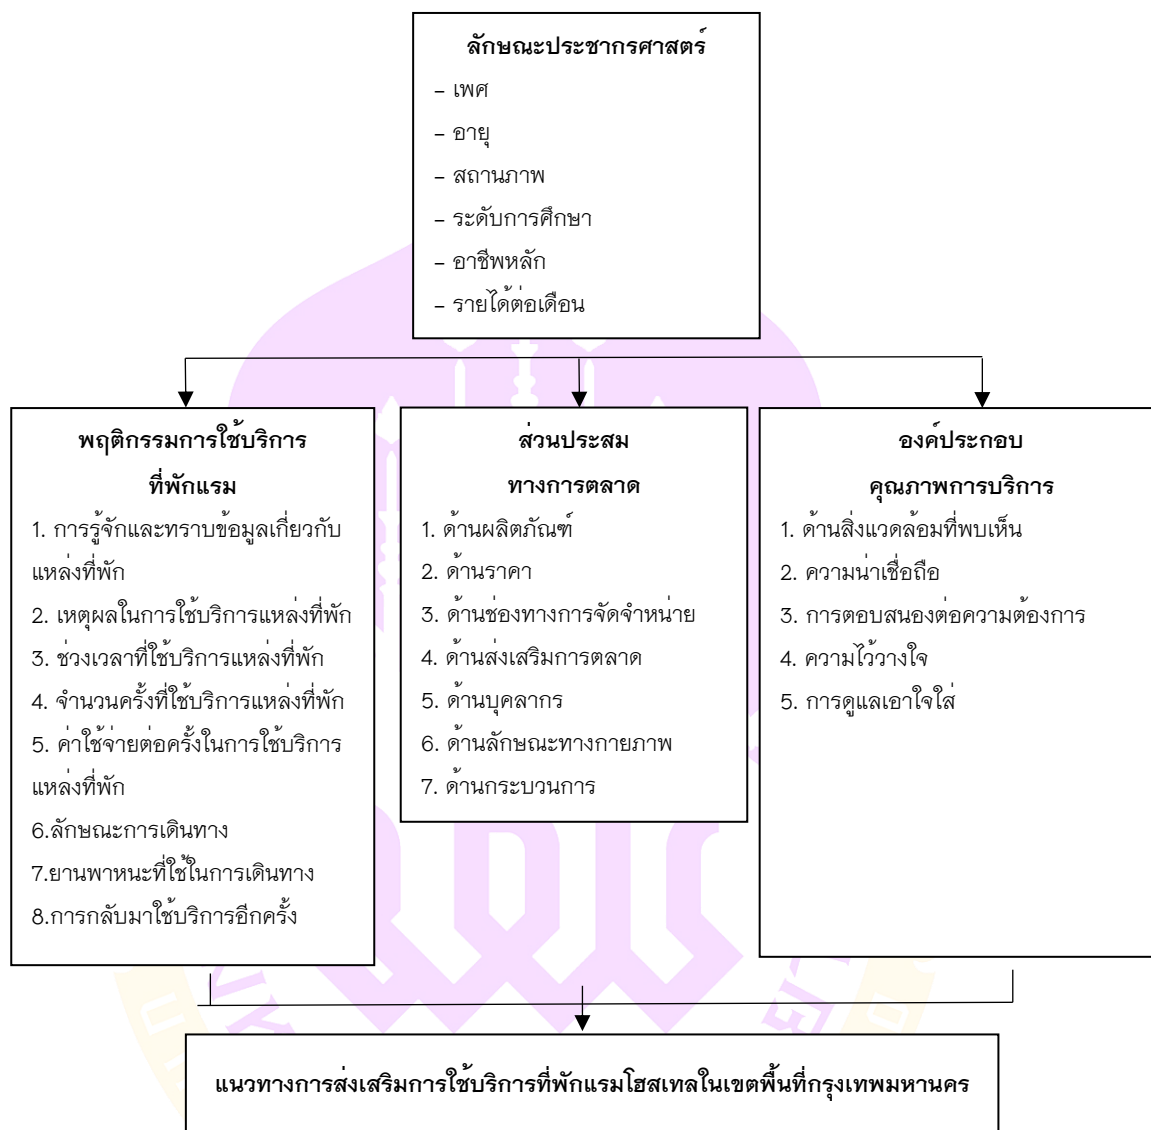 ลักษณะประชากรศาสตร์
- เพศ
- อายุ
- สถานภาพ
- ระดับการศึกษา
- อาชีพหลัก
- รายได้ต่อเดือน
พฤติกรรมการใช้บริการ
ที่พักแรม
1. การรู้จักและทราบข้อมูลเกี่ยวกับ
แหล่งที่พัก
2. เหตุผลในการใช้บริการแหล่งที่พัก
3. ช่วงเวลาที่ใช้บริการแหล่งที่พัก
4. จำนวนครั้งที่ใช้บริการแหล่งที่พัก
5. ค่าใช้จ่ายต่อครั้งในการใช้บริการ
แหล่งที่พัก
6.ลักษณะการเดินทาง
7.ยานพาหนะที่ใช้ในการเดินทาง
8.การกลับมาใช้บริการอีกครั้ง
ส่วนประสม
ทางการตลาด
1. ด้านผลิตภัณฑ์
2. ด้านราคา
3. ด้านช่องทางการจัดจำหน่าย
4. ด้านส่งเสริมการตลาด
5. ด้านบุคลากร
6. ด้านลักษณะทางกายภาพ
7. ด้านกระบวนการ
องค์ประกอบ
คุณภาพการบริการ
1. ด้านสิ่งแวดล้อมที่พบเห็น
2. ความน่าเชื่อถือ
3. การตอบสนองต่อความต้องการ
4. ความไว้วางใจ
5. การดูแลเอาใจใส่
แนวทางการส่งเสริมการใช้บริการที่พักแรมโฮสเทลในเขตพื้นที่กรุงเทพมหานคร